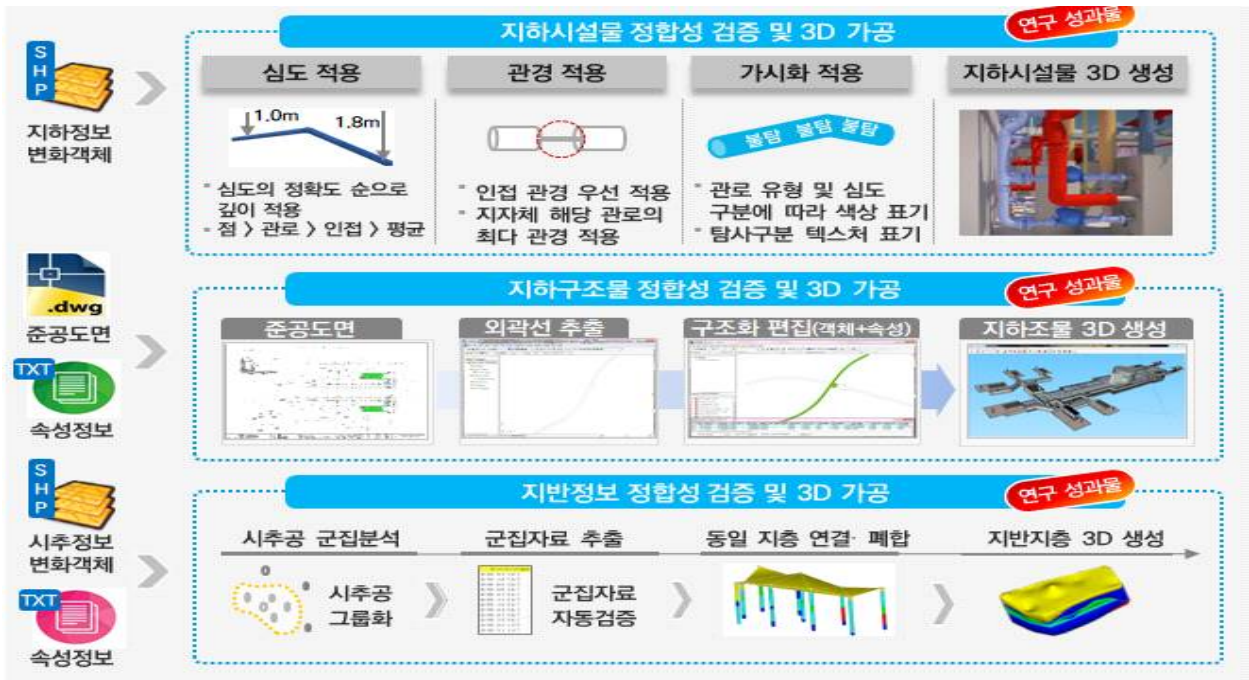 지하시설물 정합성 검증 및 3D 가공
연구 성과물
SHP
지하정보
변화객체
심도 적용
관경 적용
가시화 적용
지하시설물 3D 생성
1.0m
1.8m
불탐 불탐 불탐
심도의 정확도 순으로
깊이 적용
점 > 관로 > 인접 > 평균
인접 관경 우선 적용
지자체 해당 관로의
최다 관경 적용
관로 유형 및 심도
구분에 따라 색상 표기
탐사구분 텍스처 표기
.dwg
준공도면
TXT
속성정보
지하구조물 정합성 검증 및 3D 가공
연구 성과물
준공도면
외곽선 추출
구조화 편집(객체+속성)
지하조물 3D 생성
SHP
시추정보
변화객체
TXT
속성정보
지반정보 정합성 검증 및 3D 가공
연구 성과물
시추공 군집분석
군집자료 추출
동일 지층 연결· 폐합
지반지층 3D 생성
시추공
그룹화
군집자료
자동검증